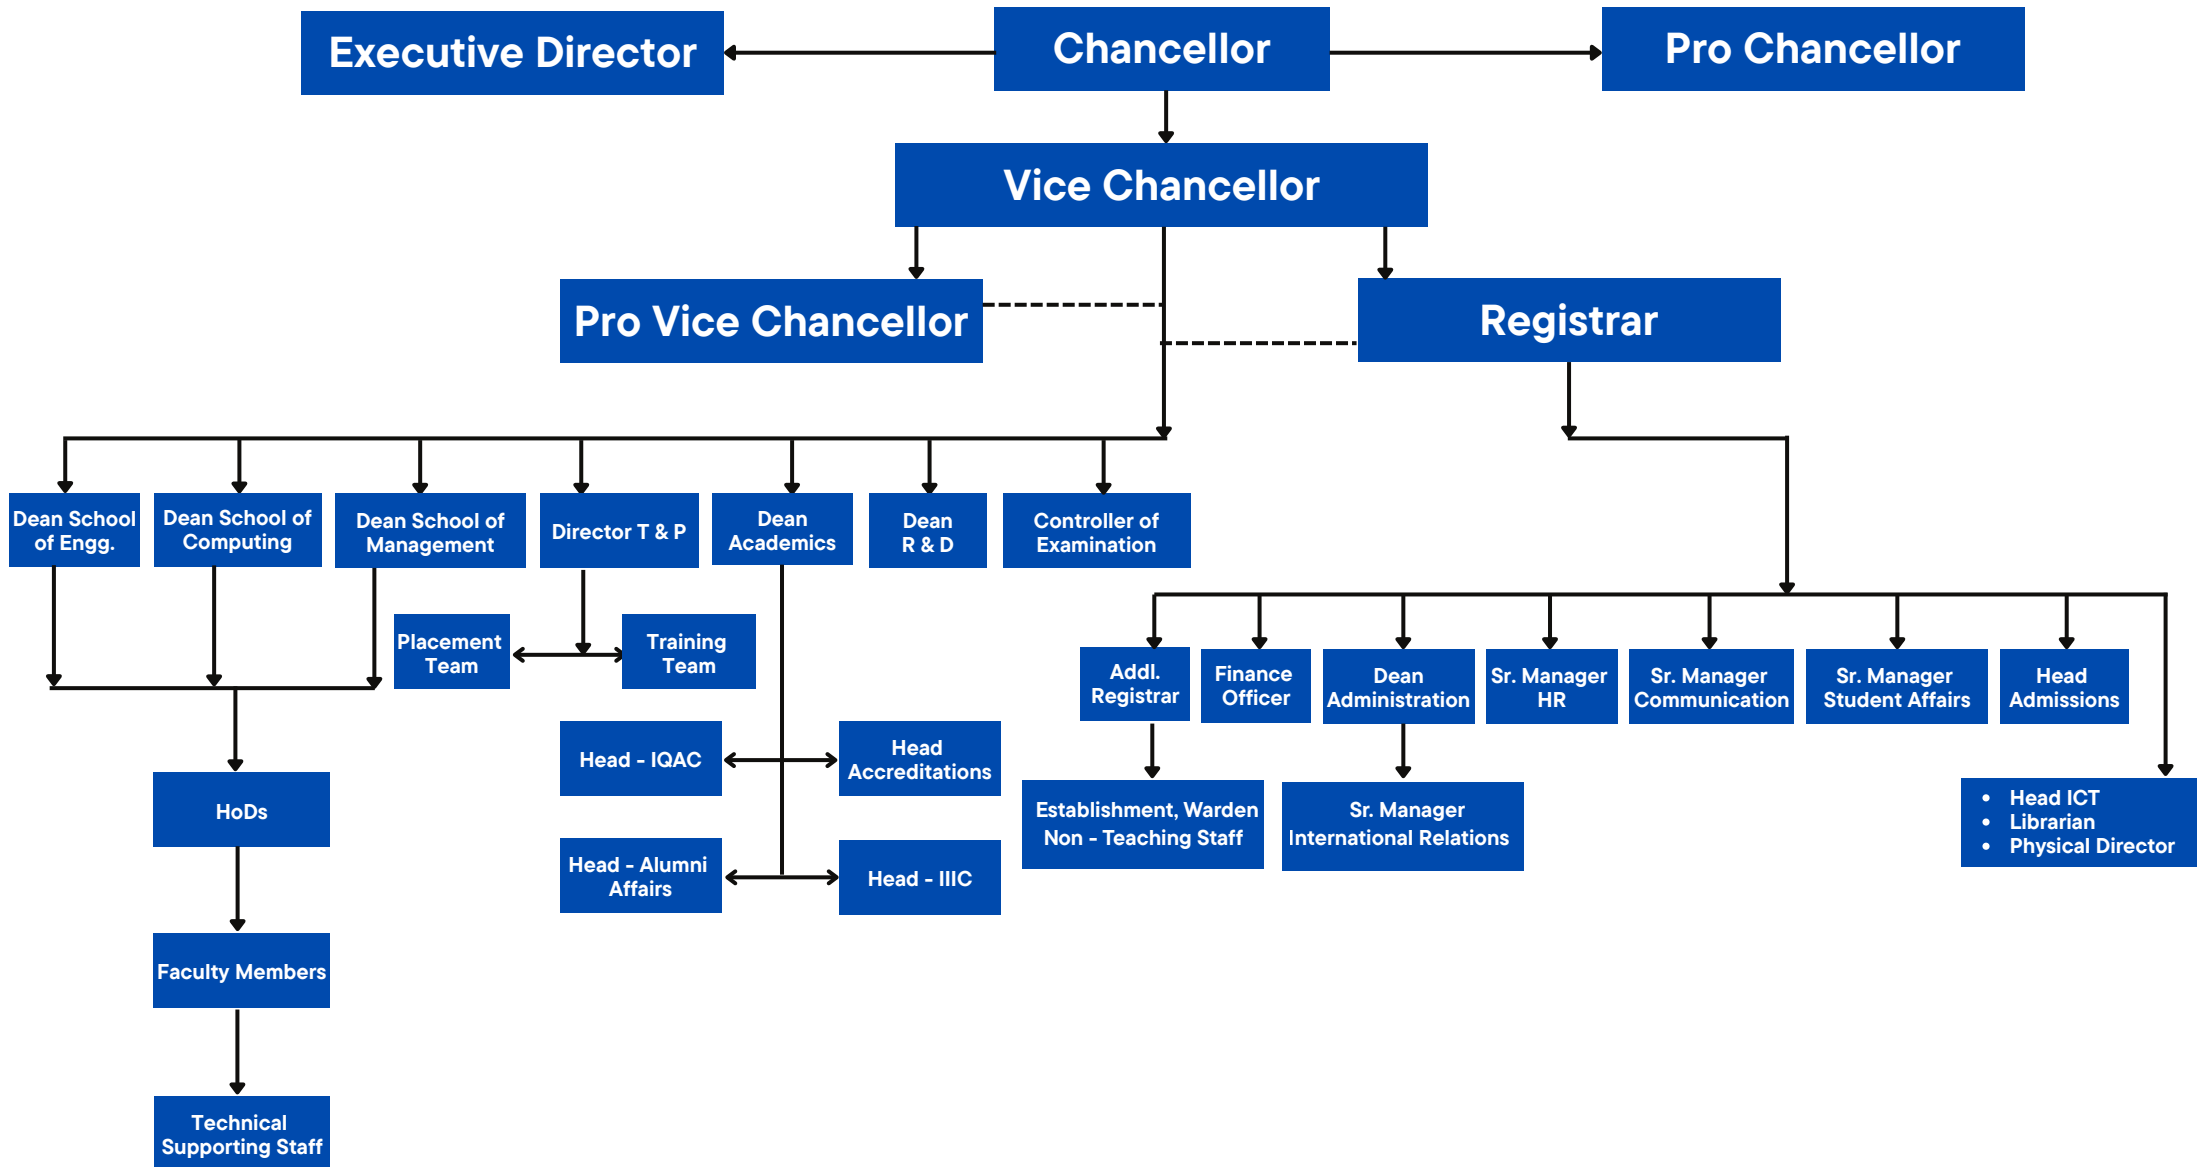 Executive Director
Chancellor
Pro Chancellor
Vice Chancellor
Pro Vice Chancellor
Registrar
Dean School
of Engg.
Dean School of
Computing
Dean School of
Management
Director T & P
Dean
Academics
Dean
R & D
Controller of
Examination
Placement
Team
Training
Team
Addl.
Registrar
Finance
Officer
Dean
Administration
Sr. Manager
HR
Sr. Manager
Communication
Sr. Manager
Student Affairs
Head
Admissions
Head - IQAC
Head
Accreditations
HoDs
Establishment, Warden
Non - Teaching Staff
Sr. Manager
International Relations
• Head ICT
• Librarian
• Physical Director
Head - Alumni
Affairs
Head - IIIC
Faculty Members
Technical
Supporting Staff